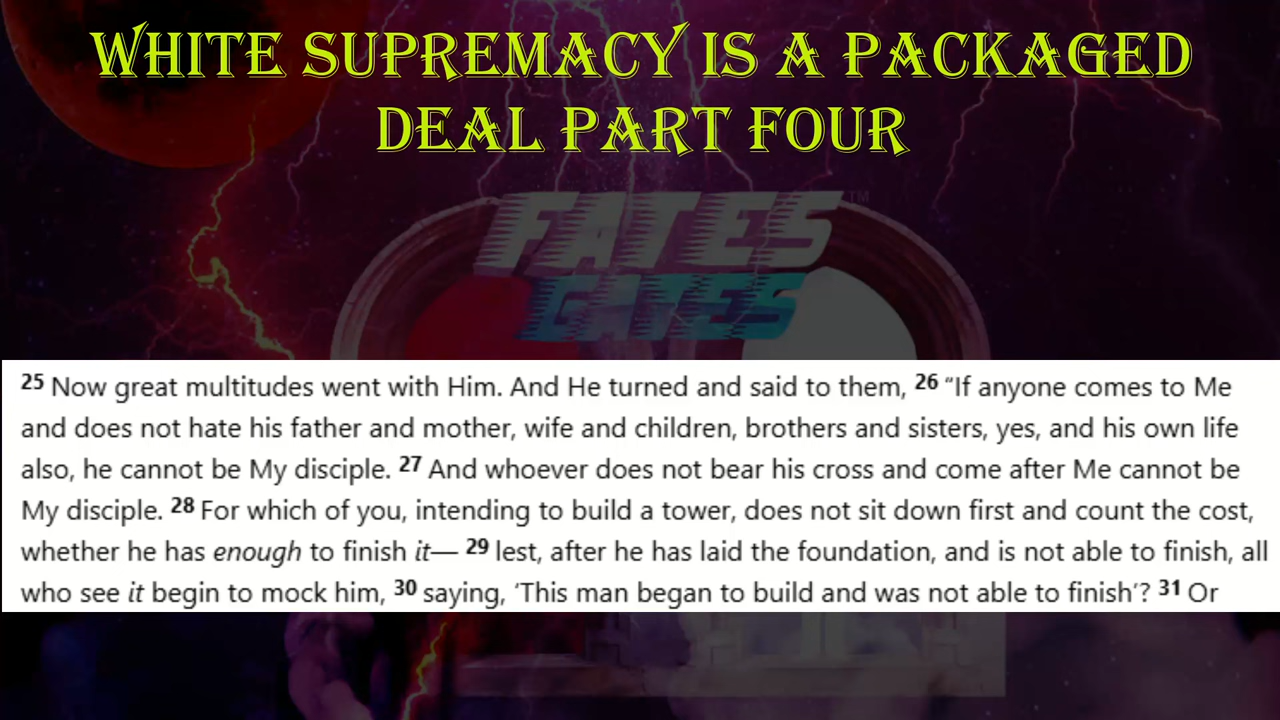 WHITE SUPREMACY IS A PACKAGED
DEAL PART FOUR
FATES ™
GATES
25 Now great multitudes went with Him. And He turned and said to them, 26 “If anyone comes to Me
and does not hate his father and mother, wife and children, brothers and sisters, yes, and his own life
also, he cannot be My disciple. 27 And whoever does not bear his cross and come after Me cannot be
My disciple. 28 For which of you, intending to build a tower, does not sit down first and count the cost,
whether he has enough to finish it— 29 lest, after he has laid the foundation, and is not able to finish, all
who see it begin to mock him, 30 saying, ‘This man began to build and was not able to finish’? 31 Or